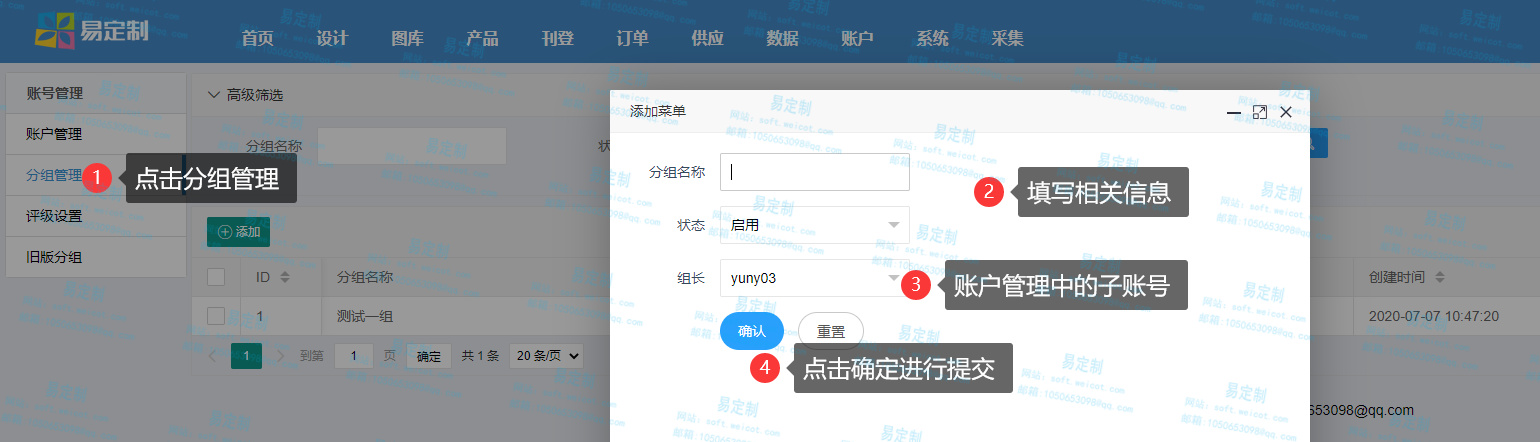 易定制
首页 设计 图库 产品 刊登 订单 供应 数据 账户 系统 采集
账号管理
账户管理
分组管理
评级设置
旧版分组
1 点击分组管理
高级筛选
分组名称
状
添加
ID 分组名称 创建时间
1 测试一组 2020-07-07 10:47:20
1 到第 1 页 确定 共 1 条 20 条/页
添加菜单
分组名称
2 填写相关信息
状态 启用
组长 yuny03
3 账户管理中的子账号
确认 重置
4 点击确定进行提交
653098@qq.com
易定制
网站: soft.weicot.com
邮箱:1050653098@qq.com